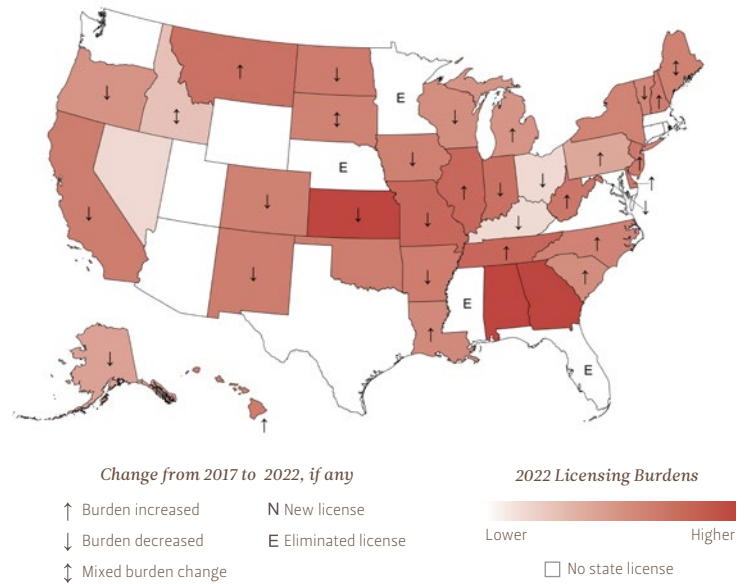 E
E
E
E
Change from 2017 to 2022, if any
↑ Burden increased
↓ Burden decreased
↕ Mixed burden change
N New license
E Eliminated license
2022 Licensing Burdens
Lower Higher
No state license